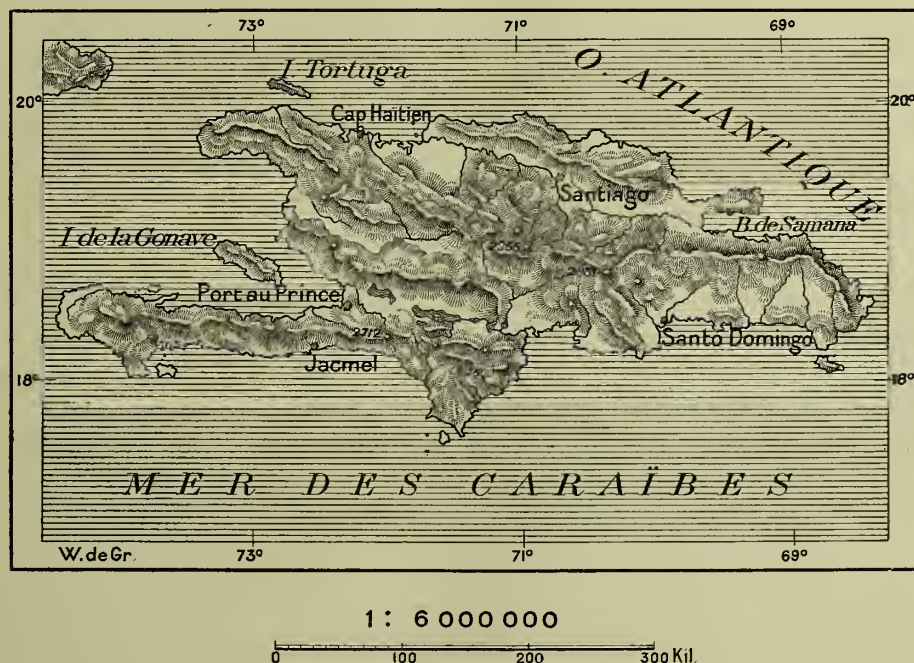 73° 71° 69°
I. Tortuga
O. ATLANTIQUE
20° 20°
Cap Haïtien
Santiago
B. de Samana
I de la Gonave
Port au Prince
2712
Santo Domingo
Jacmel
18° 18°
MER DES CARAÏBES
W. de Gr. 73° 71° 69°
1: 6 000 000
0 100 200 300 Kil.